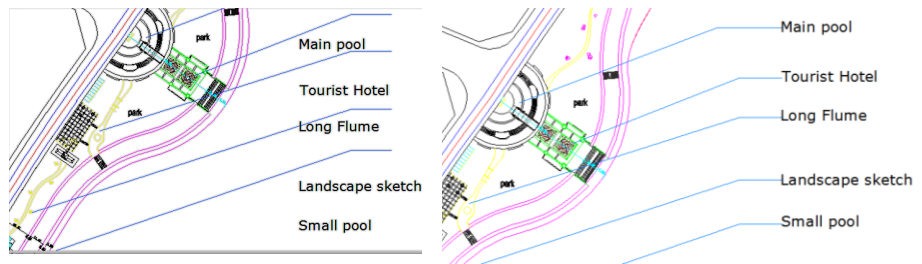 park
Main pool
Tourist Hotel
park
Long Flume
Landscape sketch
Small pool
Main pool
Tourist Hotel
park
Long Flume
park
Landscape sketch
Small pool